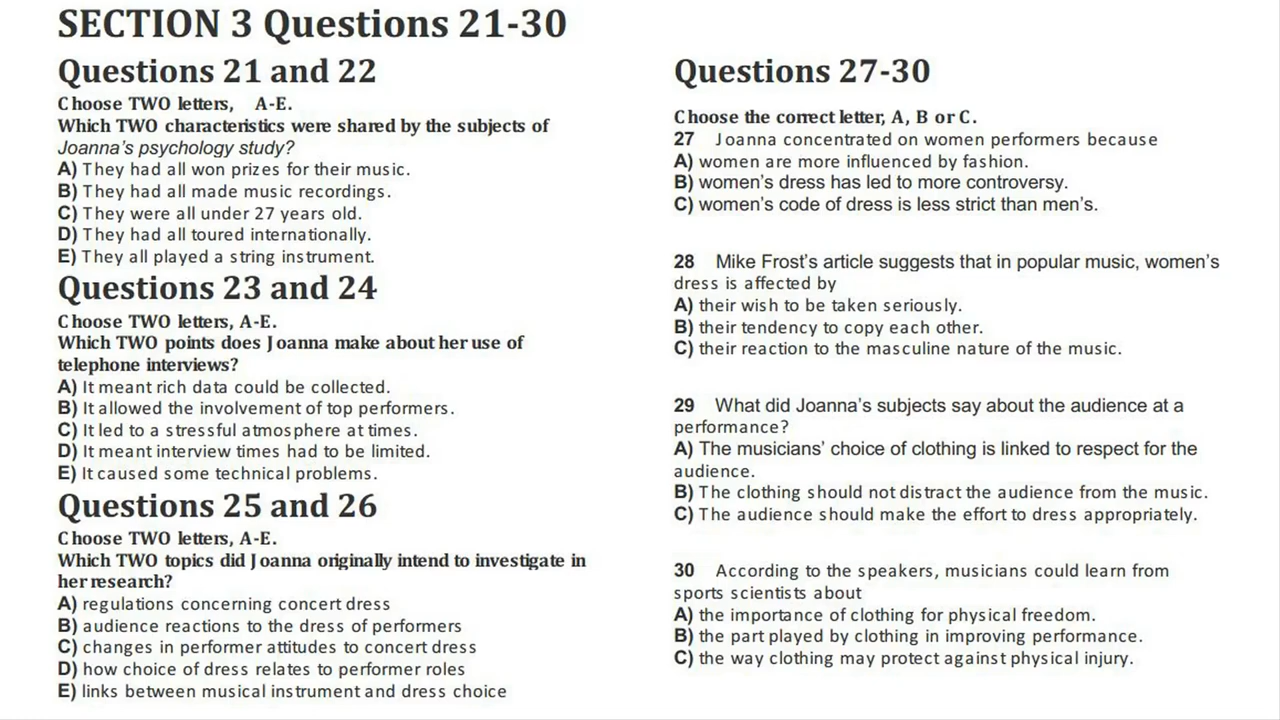 SECTION 3 Questions 21-30
Questions 21 and 22
Choose TWO letters, A-E.
Which TWO characteristics were shared by the subjects of
Joanna's psychology study?
A) They had all won prizes for their music.
B) They had all made music recordings.
C) They were all under 27 years old.
D) They had all toured internationally.
E) They all played a string instrument.
Questions 23 and 24
Choose TWO letters, A-E.
Which TWO points does Joanna make about her use of
telephone interviews?
A) It meant rich data could be collected.
B) It allowed the involvement of top performers.
C) It led to a stressful atmosphere at times.
D) It meant interview times had to be limited.
E) It caused some technical problems.
Questions 25 and 26
Choose TWO letters, A-E.
Which TWO topics did Joanna originally intend to investigate in
her research?
A) regulations concerning concert dress
B) audience reactions to the dress of performers
C) changes in performer attitudes to concert dress
D) how choice of dress relates to performer roles
E) links between musical instrument and dress choice
Questions 27-30
Choose the correct letter, A, B or C.
27 Joanna concentrated on women performers because
A) women are more influenced by fashion.
B) women's dress has led to more controversy.
C) women's code of dress is less strict than men's.
28 Mike Frost's article suggests that in popular music, women's
dress is affected by
A) their wish to be taken seriously.
B) their tendency to copy each other.
C) their reaction to the masculine nature of the music.
29 What did Joanna's subjects say about the audience at a
performance?
A) The musicians' choice of clothing is linked to respect for the
audience.
B) The clothing should not distract the audience from the music.
C) The audience should make the effort to dress appropriately.
30 According to the speakers, musicians could learn from
sports scientists about
A) the importance of clothing for physical freedom.
B) the part played by clothing in improving performance.
C) the way clothing may protect against physical injury.